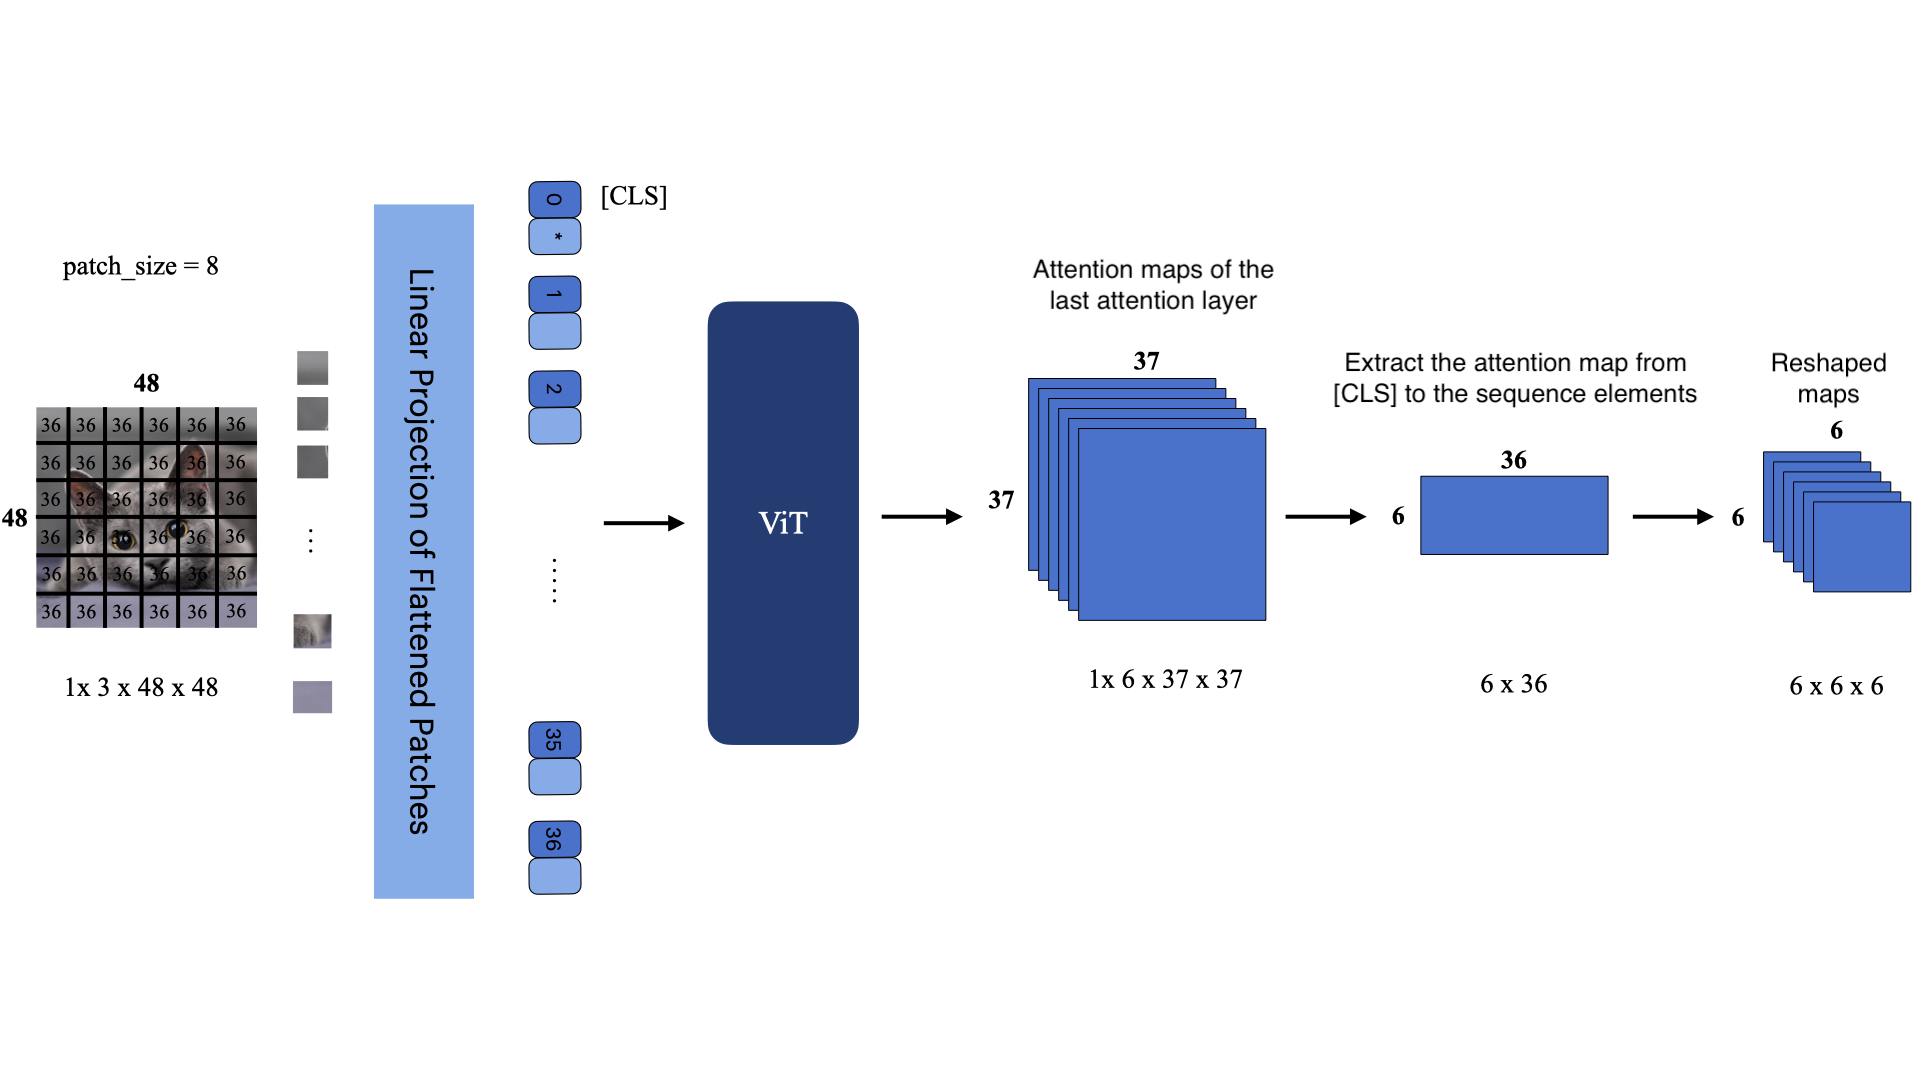 patch_size = 8
48
48
36 36 36 36 36 36
36 36 36 36 36 36
36 36 36 36 36 36
36 36 36 36 36 36
36 36 36 36 36 36
36 36 36 36 36 36
1x 3 x 48 x 48
...
Linear Projection of Flattened Patches
0
[CLS]
*
1
2
.....
35
36
ViT
Attention maps of the
last attention layer
37
37
1x 6 x 37 x 37
Extract the attention map from
[CLS] to the sequence elements
36
6
6 x 36
Reshaped
maps
6
6
6 x 6 x 6